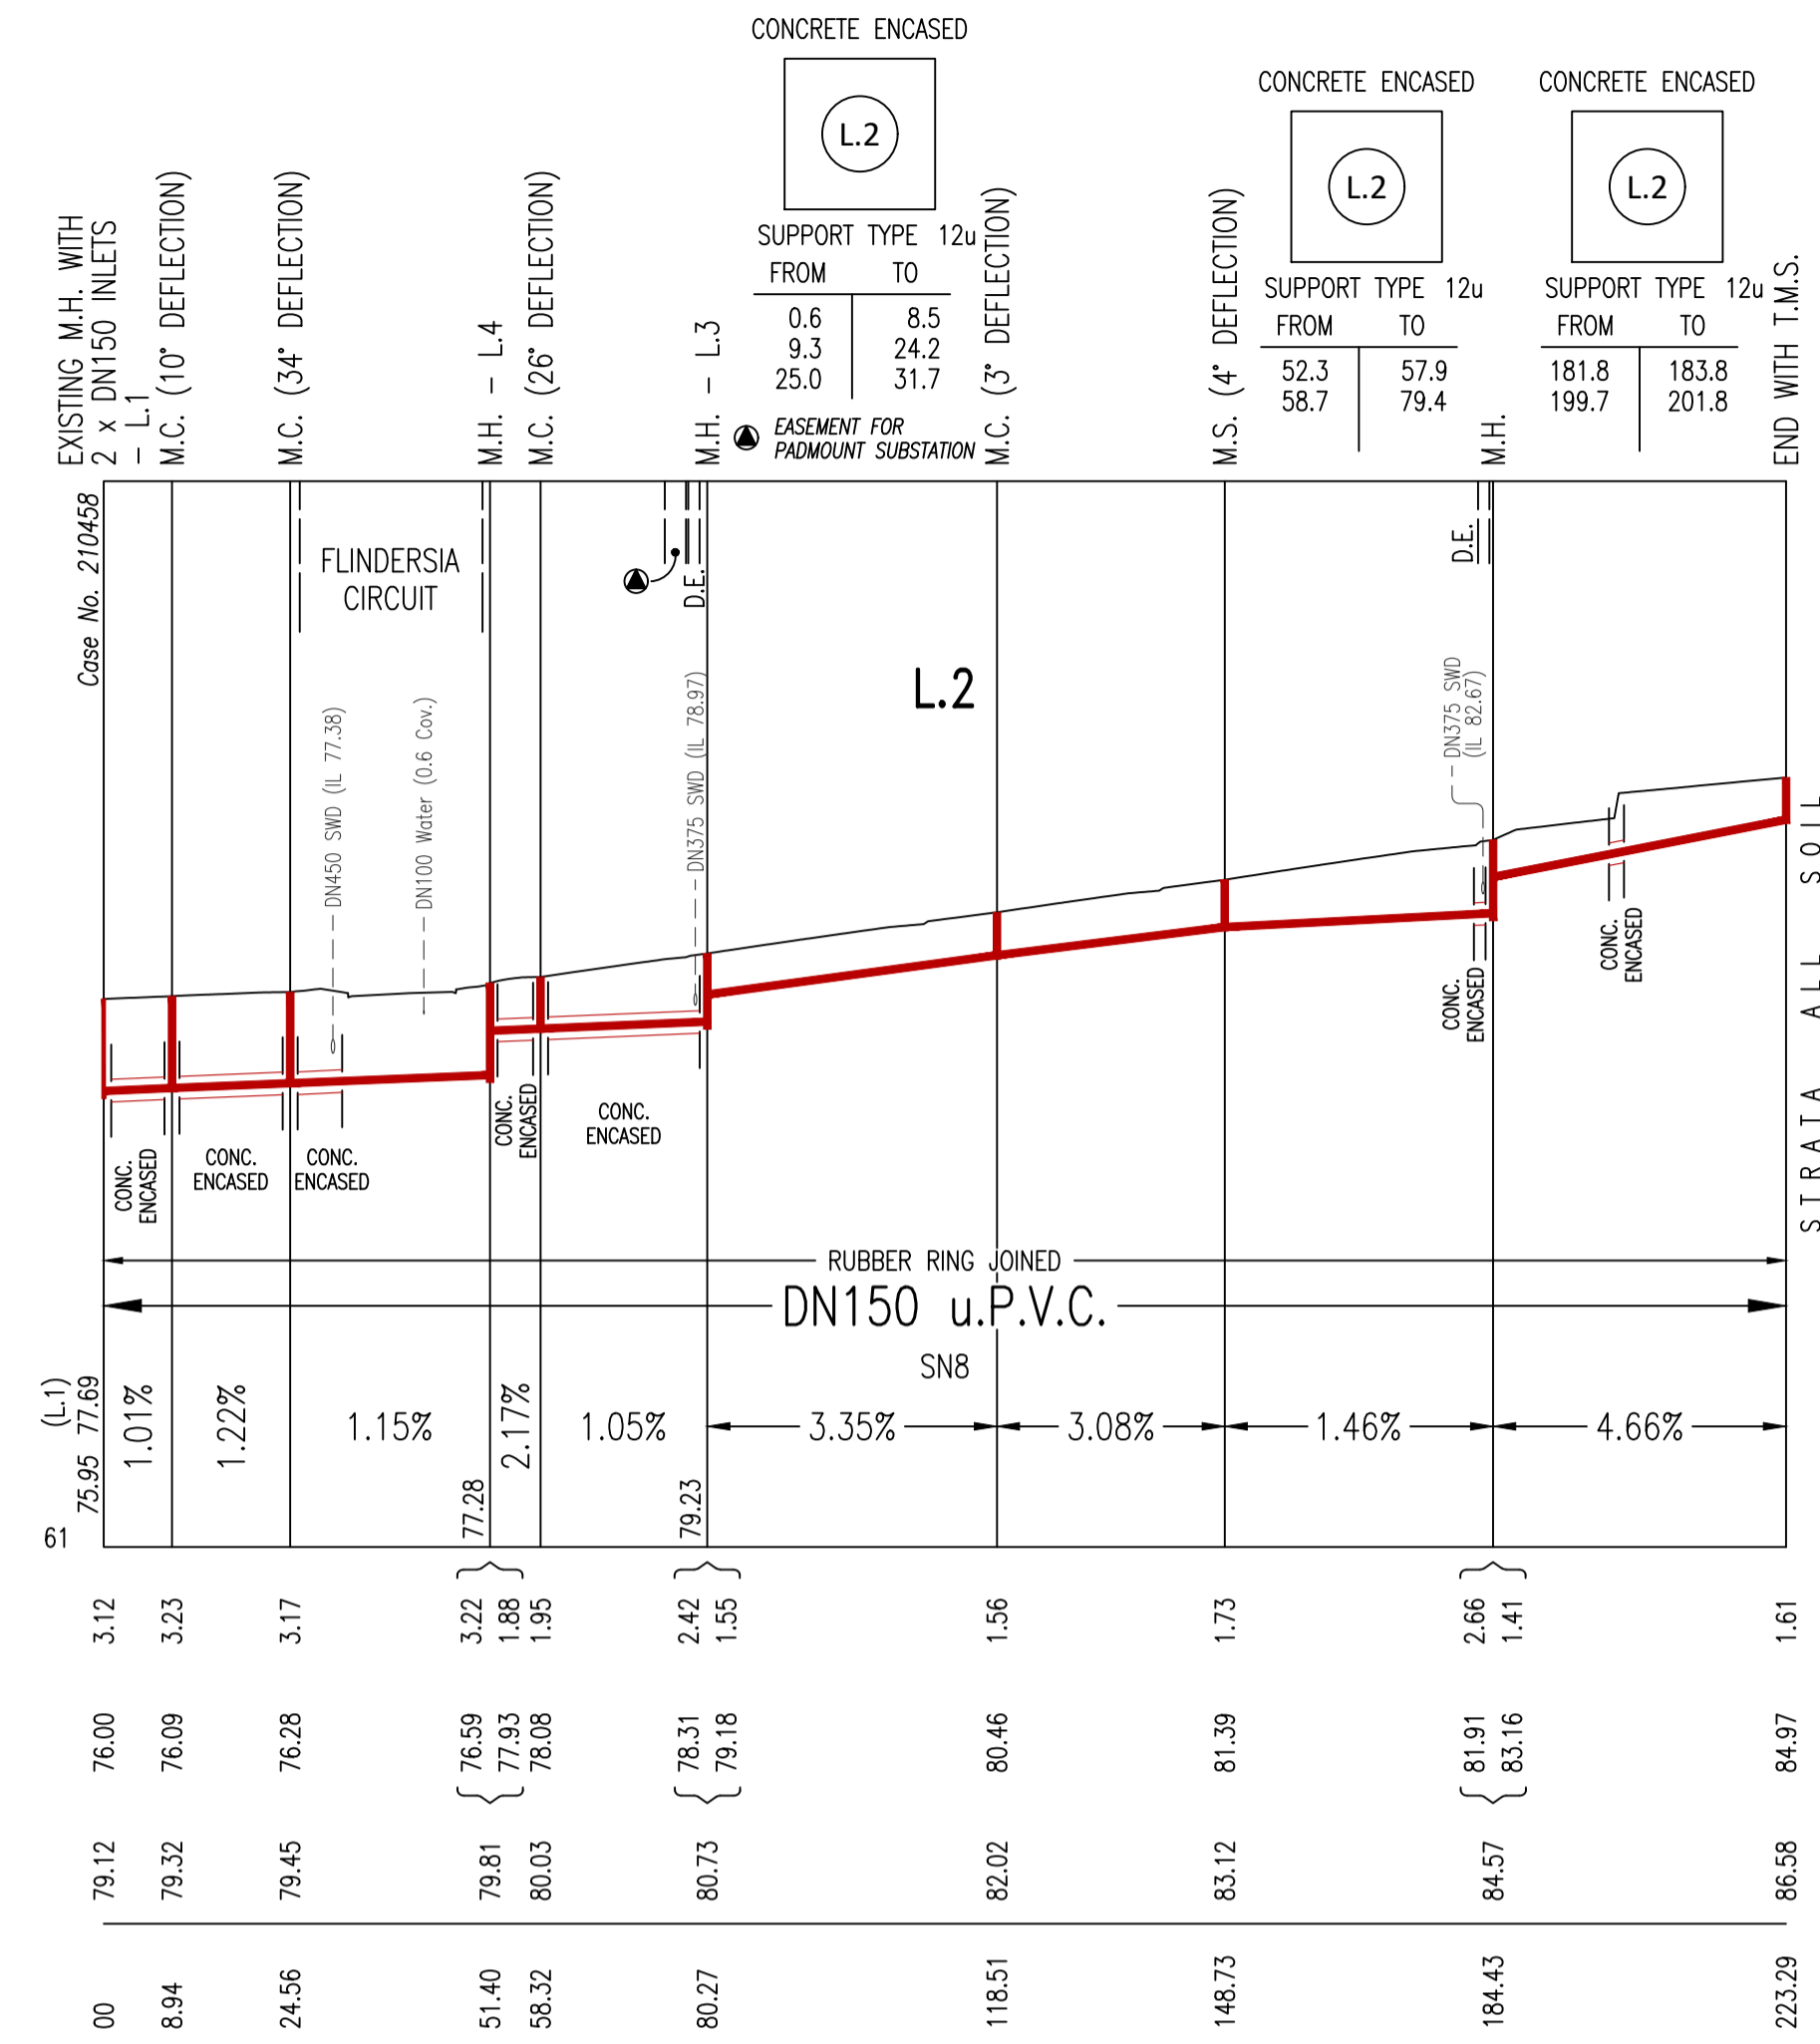 CONCRETE ENCASED
L.2
SUPPORT TYPE 12u
FROM TO
0.6 8.5
9.3 24.2
25.0 31.7
EASEMENT FOR
PADMOUNT SUBSTATION
CONCRETE ENCASED
L.2
SUPPORT TYPE 12u
FROM TO
52.3 57.9
58.7 79.4
CONCRETE ENCASED
L.2
SUPPORT TYPE 12u
FROM TO
181.8 183.8
199.7 201.8
EXISTING M.H. WITH
2 x DN150 INLETS
- L.1
M.C. (10° DEFLECTION)
M.C. (34° DEFLECTION)
M.H. - L.4
M.C. (26° DEFLECTION)
M.H. - L.3
M.C. (3° DEFLECTION)
M.S. (4° DEFLECTION)
M.H.
END WITH T.M.S.
Case No. 210458
FLINDERSIA
CIRCUIT
D.E.
D.E.
L.2
DN450 SWD (IL 77.38)
DN100 Water (0.6 Cov.)
DN375 SWD (IL 78.97)
DN375 SWD
(IL 82.67)
CONC.
ENCASED
CONC.
ENCASED
CONC.
ENCASED
CONC.
ENCASED
CONC.
ENCASED
CONC.
ENCASED
CONC.
ENCASED
STRATA ALL SOIL
RUBBER RING JOINED
DN150 u.P.V.C.
SN8
(L.1)
75.95 77.69
1.01%
1.22%
1.15%
2.17%
1.05%
3.35%
3.08%
1.46%
4.66%
77.28
79.23
61
3.12 3.23 3.17 3.22 1.88 1.95 2.42 1.55 1.56 1.73 2.66 1.41 1.61
76.00 76.09 76.28 76.59 77.93 78.08 78.31 79.18 80.46 81.39 81.91 83.16 84.97
79.12 79.32 79.45 79.81 80.03 80.73 82.02 83.12 84.57 86.58
00 8.94 24.56 51.40 58.32 80.27 118.51 148.73 184.43 223.29